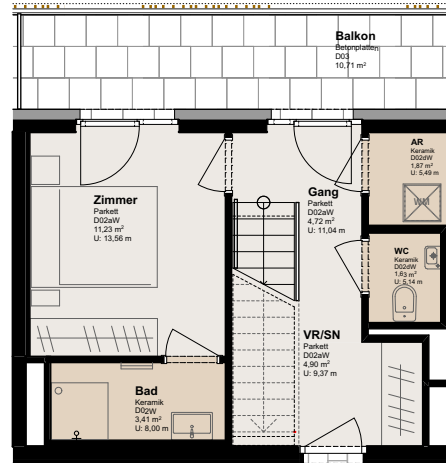 Balkon
Betonplatten
D03
10,71 m²
AR
Keramik
D02dW
1,87 m²
U: 5,49 m
WM
Zimmer
Parkett
D02aW
11,23 m²
U: 13,56 m
Gang
Parkett
D02aW
4,72 m²
U: 11,04 m
WC
Keramik
D02dW
1,63 m²
U: 5,14 m
VR/SN
Parkett
D02aW
4,90 m²
U: 9,37 m
Bad
Keramik
D02W
3,41 m²
U: 8,00 m